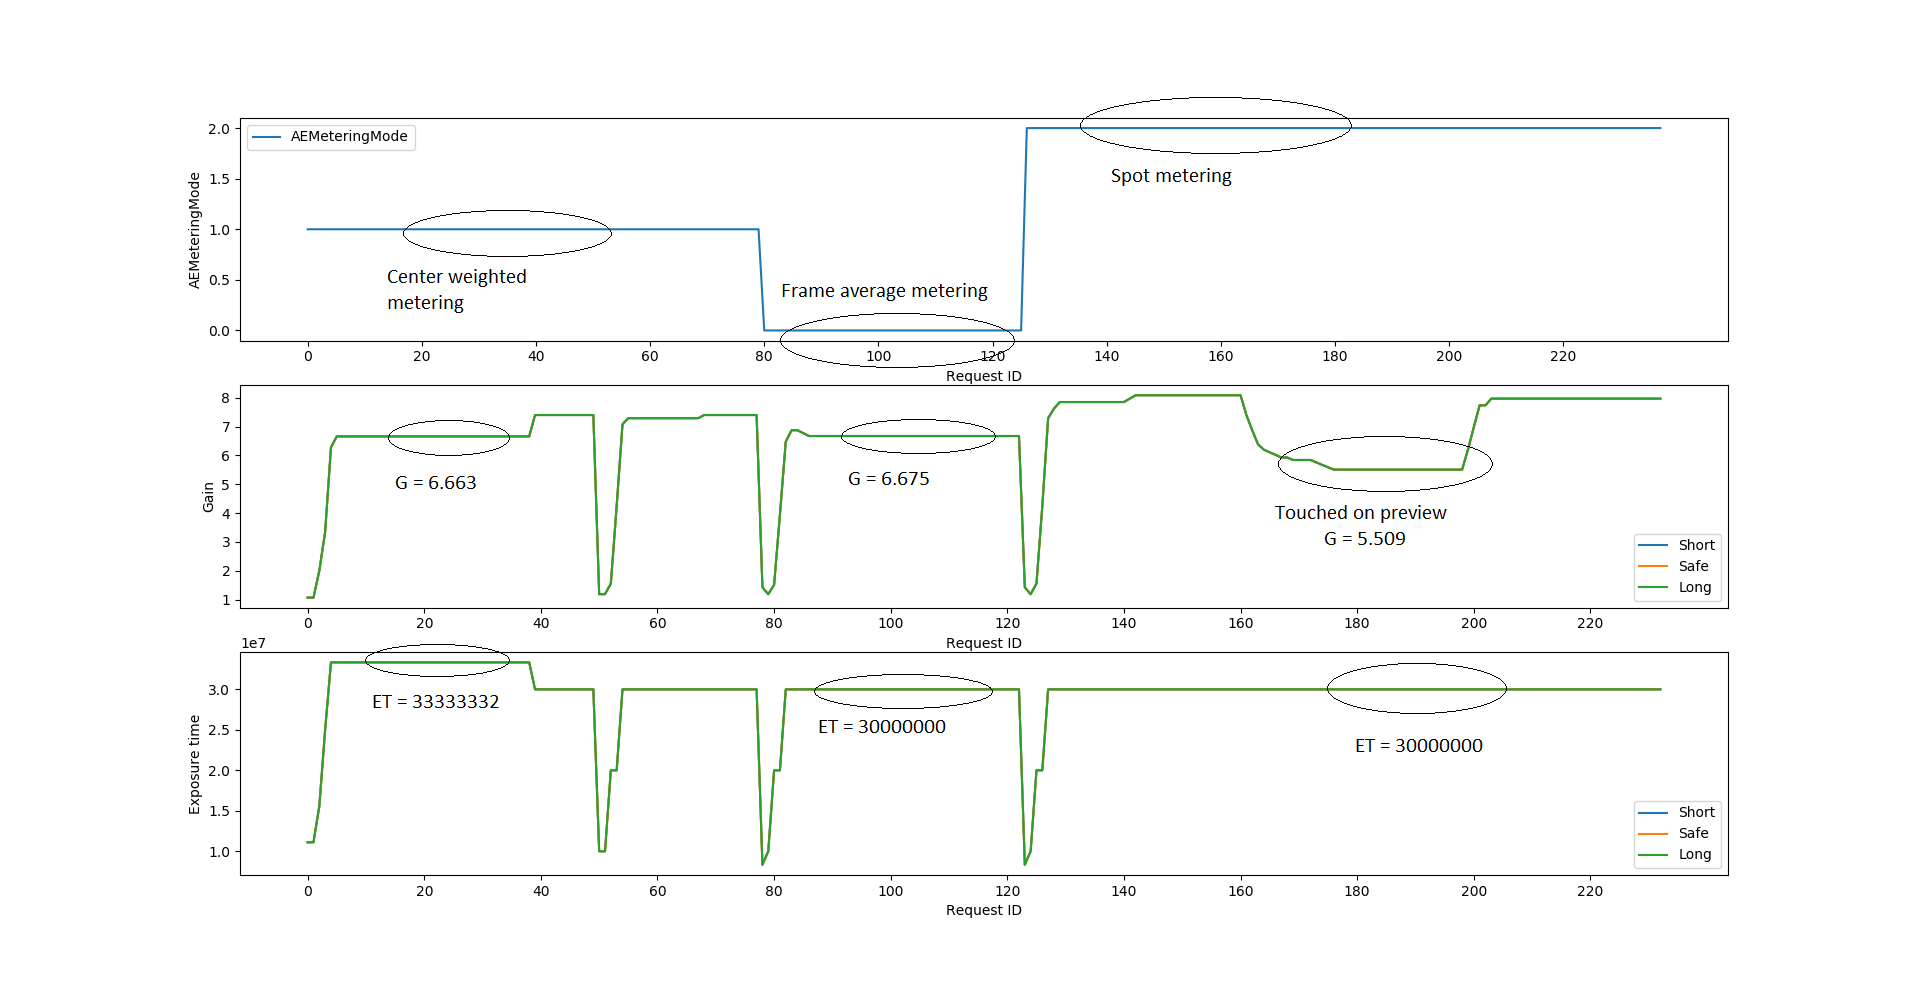 AEMeteringMode
2.0
1.5
1.0
0.5
0.0
AEMeteringMode
Spot metering
Center weighted
metering
Frame average metering
0 20 40 60 80 100 120 140 160 180 200 220
Request ID
8
7
6
5
4
3
2
1
Gain
G = 6.663
G = 6.675
Touched on preview
G = 5.509
Short
Safe
Long
0 20 40 60 80 100 120 140 160 180 200 220
Request ID
1e7
3.0
2.5
2.0
1.5
1.0
Exposure time
ET = 33333332
ET = 30000000
ET = 30000000
Short
Safe
Long
0 20 40 60 80 100 120 140 160 180 200 220
Request ID